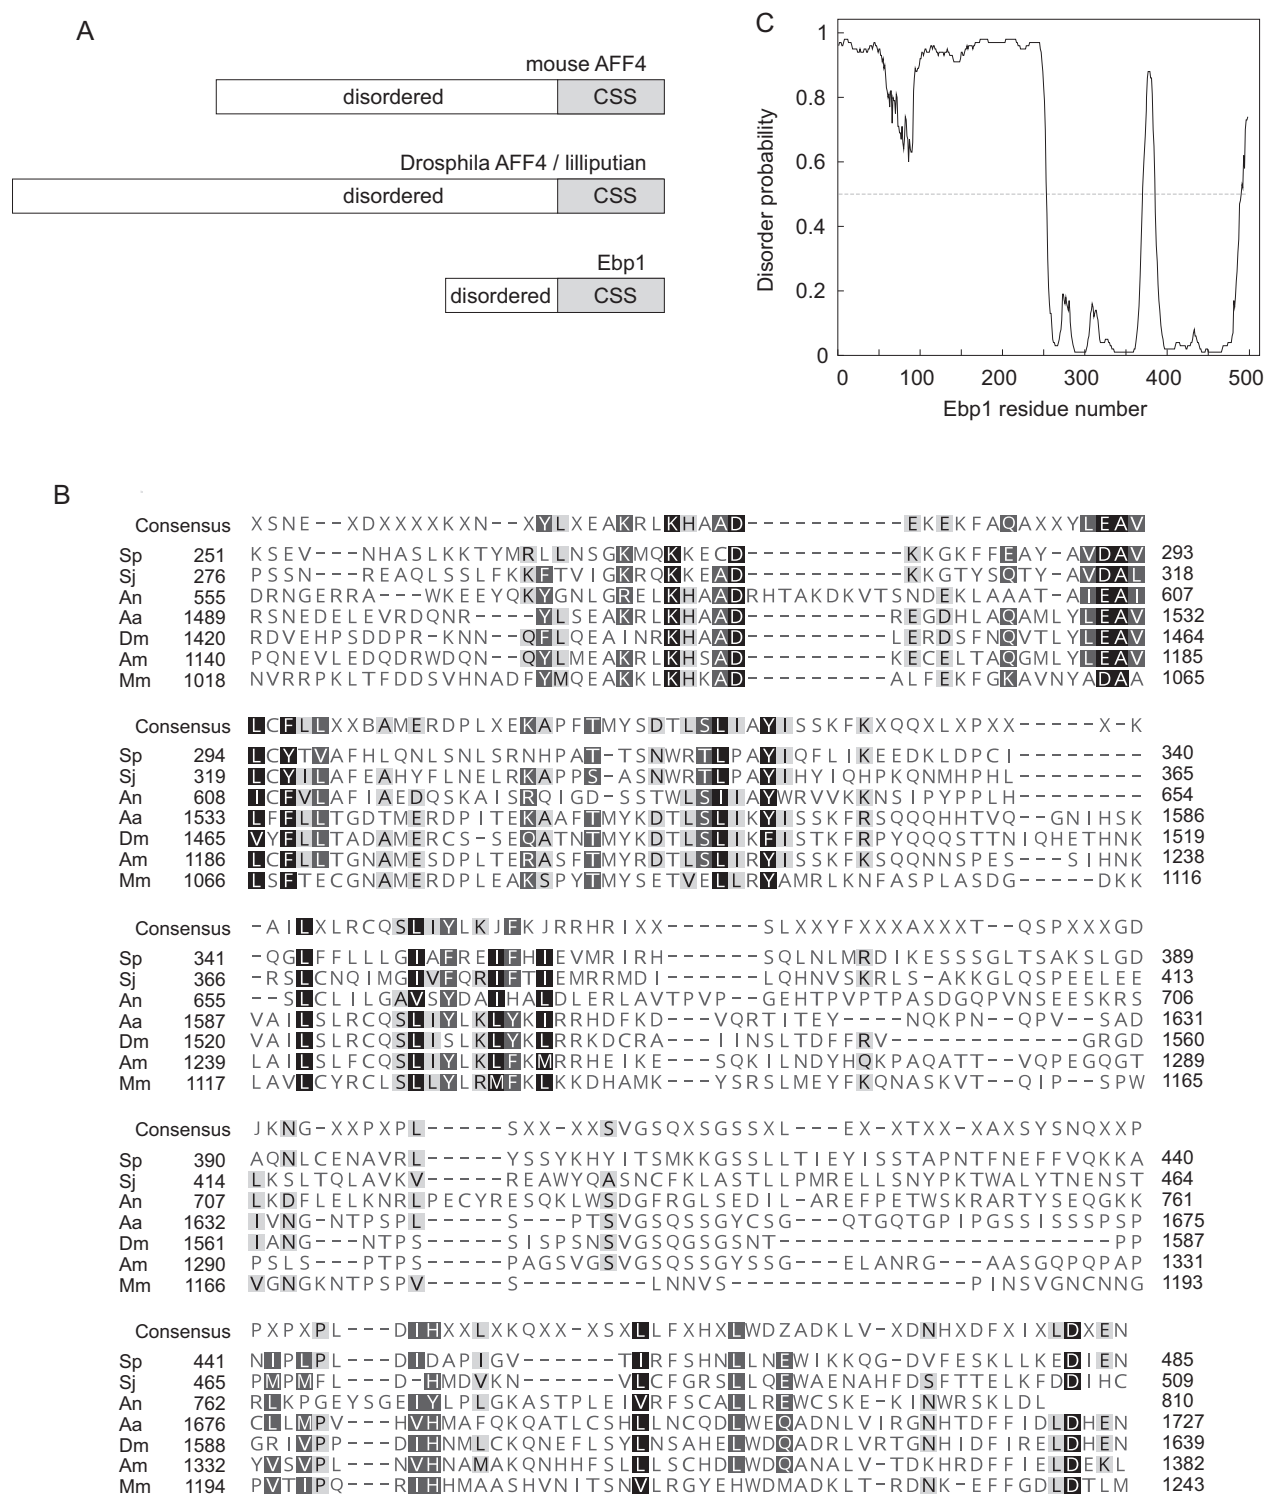 A
mouse AFF4
disordered CSS
Drosphila AFF4 / lilliputian
disordered CSS
Ebp1
disordered CSS
C
Disorder probability
1
0.8
0.6
0.4
0.2
0
0 100 200 300 400 500
Ebp1 residue number
B
Consensus XSNE--XDXXXXKXN--XYLXEAKRLKHAAD----------EKEKFAQAXXYLEAV
Sp 251 KSEV---NHASLKKTYMRLLNSGKMQKKECD----------KKGKFFEAY-AVDAV 293
Sj 276 PSSN---REAQLSSLFKKFTVIGKRQKKEAD----------KKGTYSQTY-AVDAL 318
An 555 DRNGERRA---WKEEYQKYGNLGRELKHAADRHTAKDKVTSNDEKLAAAT-AIEAI 607
Aa 1489 RSNEDELEVRDQNR----YLSEAKRLKHAAD---------REGDHLAQAMLYLEAV 1532
Dm 1420 RDVEHPSDDPR-KNN--QFLQEAINRKHAAD---------LERDSFNQVTLYLEAV 1464
Am 1140 PQNEVLEDQDRWDQN--QYLMEAKRLKHSAD---------KECELTAQGMLYLEAV 1185
Mm 1018 NVRRPKLTFDDSVHNADFYMQEAKKLKHKAD---------ALFEKFGKAVNYADAA 1065
Consensus LCFLLXXBAMERDPLXEKAPFTMYSDTLSLIAYISSKFKXQQXLXPXX-----X-K
Sp 294 LCYTVAFHLQNLSNLSRNHPAT-TSNWRTLPAYIQFLIKEEDKLDPCI-------- 340
Sj 319 LCYILAFEAHYFLNELRKAPPS-ASNWRTLPAYIHYIQHPKQNMHPHL-------- 365
An 608 ICFVLAFIAEDQSKAISRQIGD-SSTWLSIIAYWRVVKKNSIPYPPLH-------- 654
Aa 1533 LFFLLTGDTMERDPITEKAAFTMYKDTLSLIKYISSKFRSQQQHHTVQ--GNIHSK 1586
Dm 1465 VYFLLTADAMERCS-SEQATNTMYKDTLSLIKFISTKFRPYQQQSTTNIQHETHNK 1519
Am 1186 LCFLLTGNAMESDPLTERASFTMYRDTLSLIRYISSKFKSQQNNSPES---SIHNK 1238
Mm 1066 LSFTECGNAMERDPLEAKSPYTMYSETVELLRYAMRLKNFASPLASDG-----DKK 1116
Consensus -AILXLRCQSLIYLKJFKJRRHRIXX------SLXXYFXXXAXXXT--QSPXXXGD
Sp 341 -QGLFFLLLGIAFREIFHIEVMRIRH------SQLNLMRDIKESSSGLTSAKSLGD 389
Sj 366 -RSLCNQIMGIVFQRIFTIEMRRMDI------LQHNVSKRLS-AKKGLQSPEELEE 413
An 655 --SLCLILGAVSYDAIHALDLERLAVTPVP--GEHTPVPTPASDGQPVNSEESKRS 706
Aa 1587 VAILSLRCQSLIYLKLYKIRRHDFKD---VQRTITEY----NQKPN--QPV--SAD 1631
Dm 1520 VAILSLRCQSLISLKLYKLRRKDCRA---IINSLTDFFRV------------GRGD 1560
Am 1239 LAILSLFCQSLIYLKLFKMRRHEIKE---SQKILNDYHQKPAQATT--VQPEGQGT 1289
Mm 1117 LAVLCYRCLSLLYLRMFKLKKDHAMK---YSRSLMEYFKQNASKVT--QIP--SPW 1165
Consensus JKNG-XXPXPL-----SXX-XXSVGSQXSGSSXL---EX-XTXX-XAXSYSNQXXP
Sp 390 AQNLCENAVRL-----YSSYKHYITSMKKGSSLLTIEYISSTAPNTFNEFFVQKKA 440
Sj 414 LKSLTQLAVKV-----REAWYQASNCFKLASTLLPMRELLSNYPKTWALYTNENST 464
An 707 LKDFLELKNRLPECYRESQKLWSDGFRGLSEDIL-AREFPETWSKRARTYSEQGKK 761
Aa 1632 IVNG-NTPSPL-----S---PTSVGSQSSGYCSG---QTGQTGPIPGSSISSSPSP 1675
Dm 1561 IANG---NTPS-----SISPSNSVGSQGSGSNT---------------------PP 1587
Am 1290 PSLS---PTPS-----PAGSVGSVGSQSSGYSSG---ELANRG----AASGQPQPAP 1331
Mm 1166 VGNGKNTPSPV-----S--------LNNVS---------------PINSVGNCNNG 1193
Consensus PXPXPL---DIHXXLXKQXX-XSXLLFXHXLWDZADKLV-XDNHXDFXIXLDXEN
Sp 441 NIPLPL---DIDAPIGV------TIRFSHNLLNEWIKKQG-DVFESKLLKEDIEN 485
Sj 465 PMPMFL---D-HMDVKN------VLCFGRSLLQEWAENAHFDSFTTELKFDDIHC 509
An 762 RLKPGEYSGEIYLPLGKASTPLEIVRFSCALLREWCSKE-KINWRSKLDL 810
Aa 1676 CLLMPV---HVHMAFQKQATLCSHLLNCQDLWEQADNLVIRGNHTDFFIDLDHEN 1727
Dm 1588 GRIVPP---DIHNMLCKQNEFLSYLNSAHELWDQADRLVRTGNHIDFIRELDHEN 1639
Am 1332 YVSVPL---NVHNAMAKQNHHFSLLLSCHDLWDQANALV-TDKHRDFFIELDEKL 1382
Mm 1194 PVTIPQ---RIHHMAASHVNITSNVLRGYEHWDMADKLT-RDNK-EFFGDLDTLM 1243